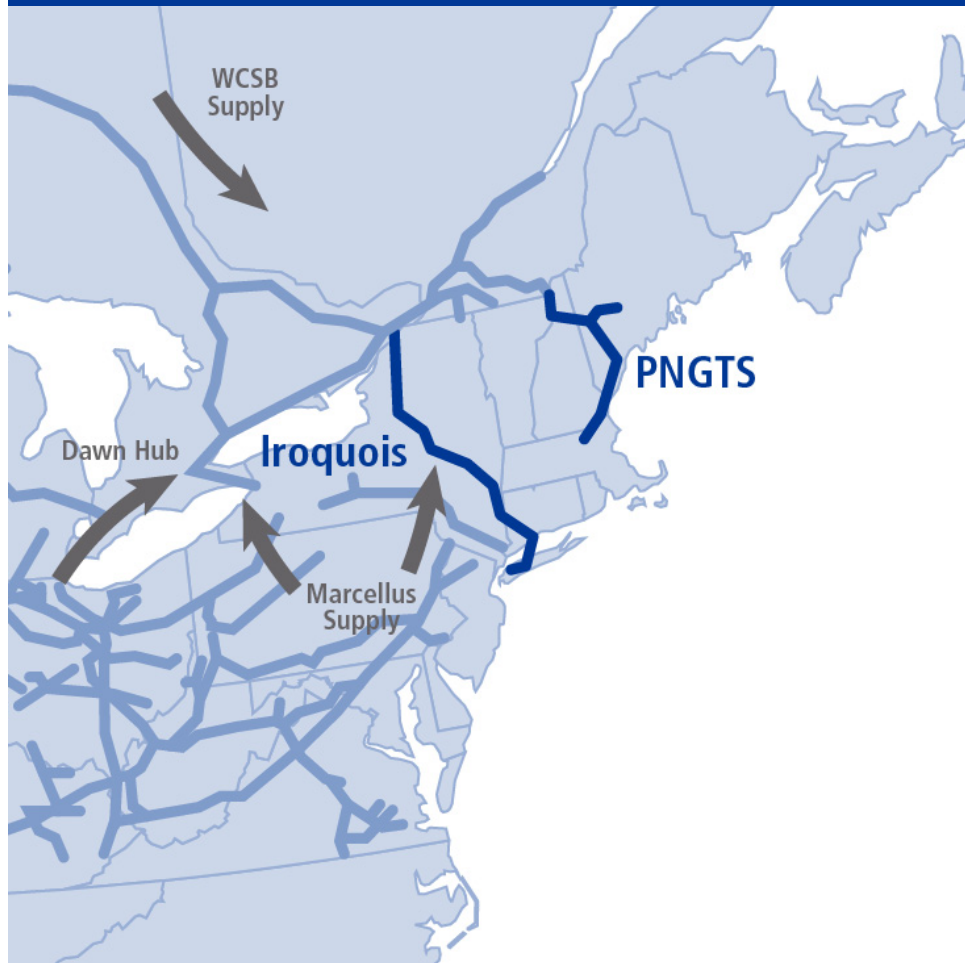 WCSB
Supply
PNGTS
Dawn Hub
Iroquois
Marcellus
Supply